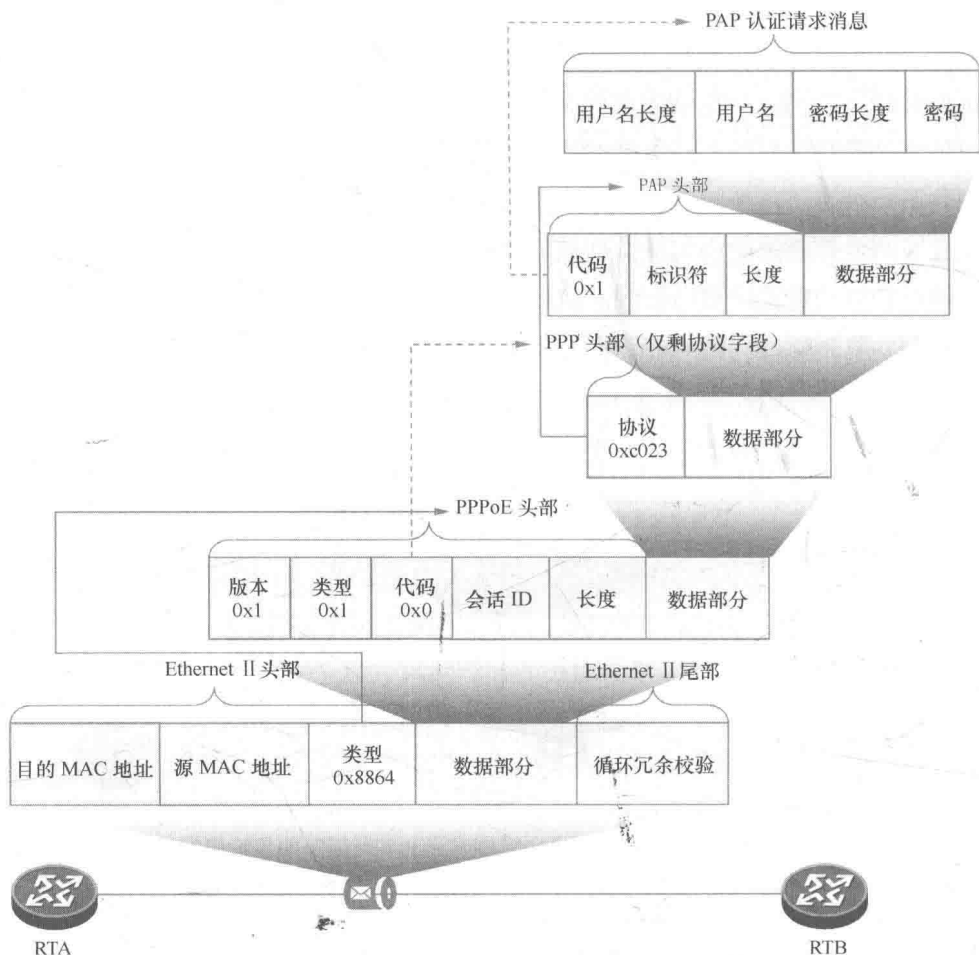 PAP 认证请求消息
用户名长度 用户名 密码长度 密码
PAP 头部
代码 0x1 标识符 长度 数据部分
PPP 头部（仅剩协议字段）
协议 0xc023 数据部分
PPPoE 头部
版本 0x1 类型 0x1 代码 0x0 会话 ID 长度 数据部分
Ethernet II 头部 Ethernet II 尾部
目的 MAC 地址 源 MAC 地址 类型 0x8864 数据部分 循环冗余校验
RTA RTB